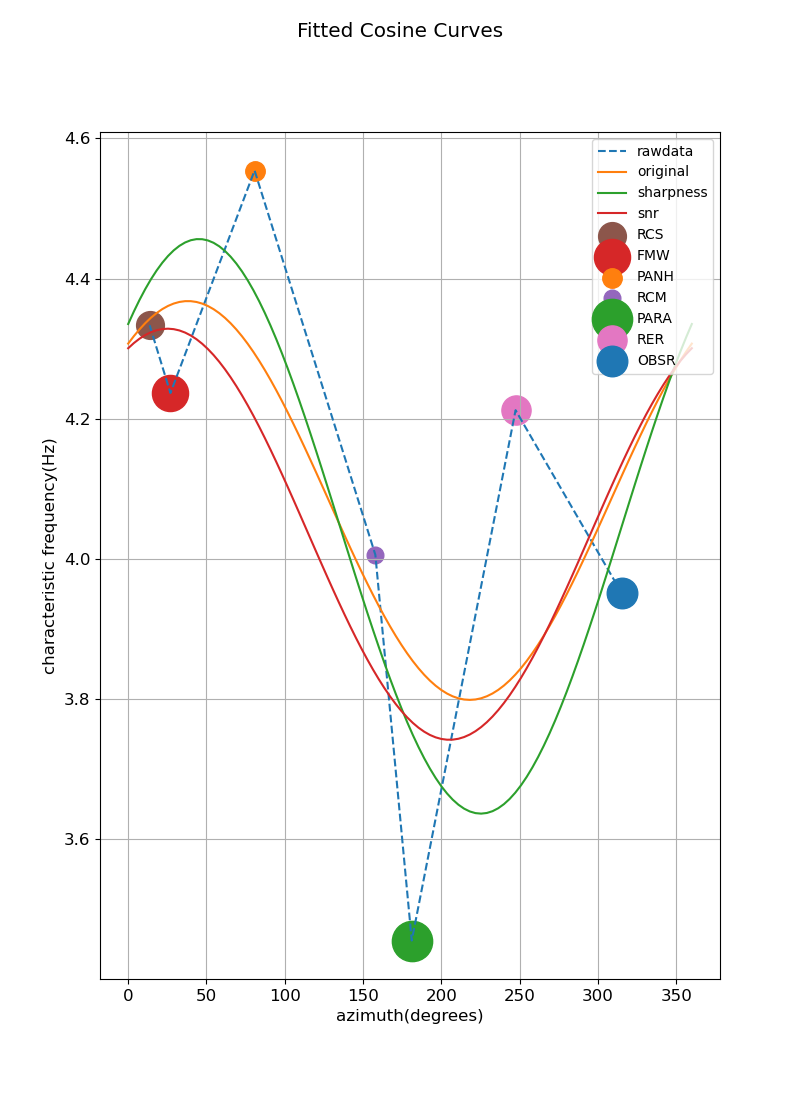 Fitted Cosine Curves
4.6
4.4
4.2
4.0
3.8
3.6
characteristic frequency(Hz)
rawdata
original
sharpness
snr
RCS
FMW
PANH
RCM
PARA
RER
OBSR
0 50 100 150 200 250 300 350
azimuth(degrees)